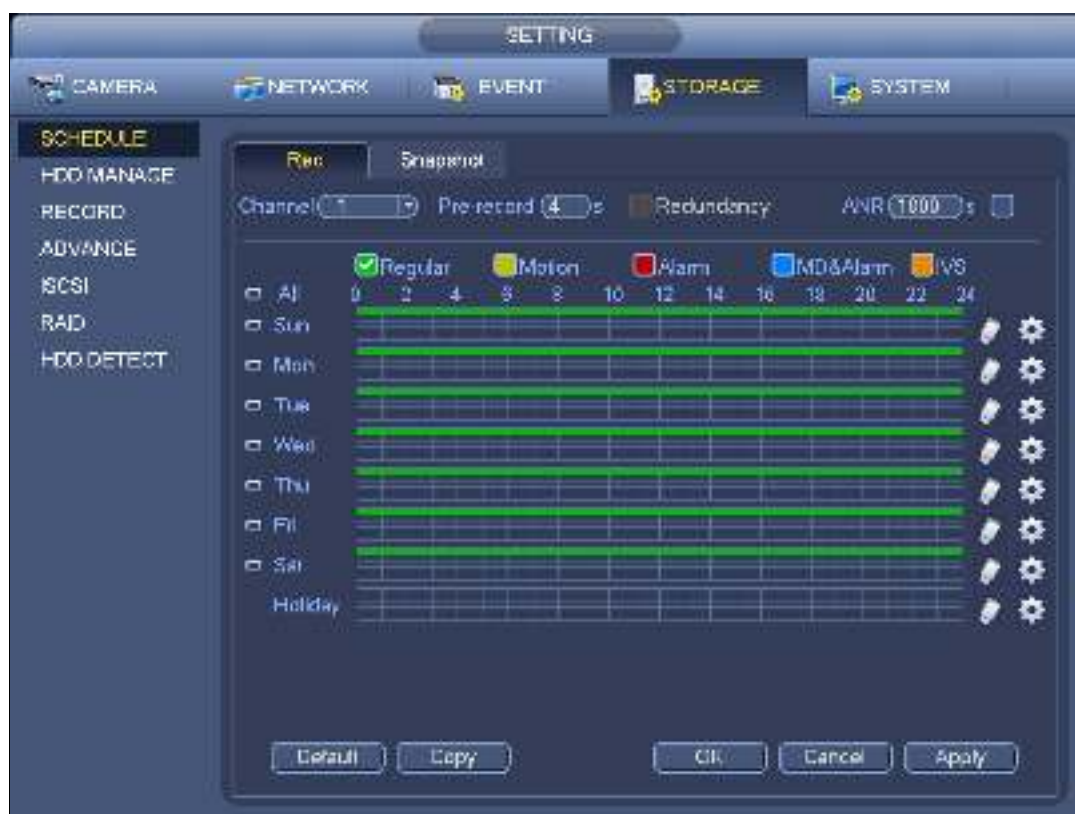 SETTING
CAMERA NETWORK EVENT STORAGE SYSTEM
SCHEDULE
HDD MANAGE
RECORD
ADVANCE
ISCSI
RAID
HDD DETECT
Rec Snapshot
Channel 1 Pre-record 4 s Redundancy ANR 1800 s
Regular Motion Alarm MD&Alarm IVS
All 0 2 4 6 8 10 12 14 16 18 20 22 24
Sun
Mon
Tue
Wed
Thu
Fri
Sat
Holiday
Default Copy OK Cancel Apply